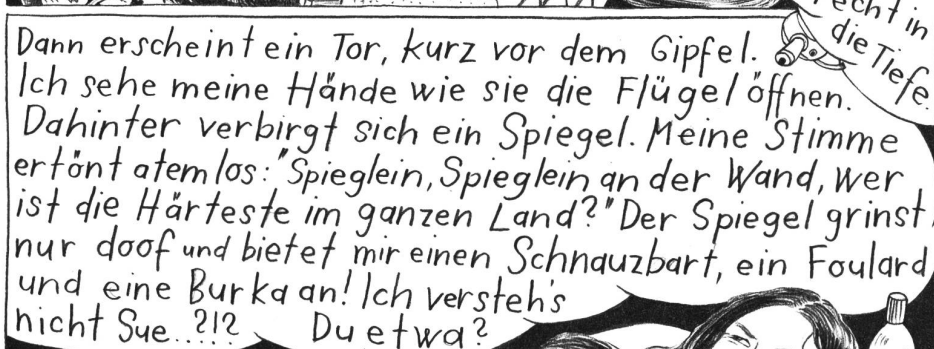 echt in
die Tiefe.
Dann erscheint ein Tor, kurz vor dem Gipfel.
Ich sehe meine Hände wie sie die Flügel öffnen.
Dahinter verbirgt sich ein Spiegel. Meine Stimme
ertönt atemlos: "Spieglein, Spieglein an der Wand, wer
ist die Härteste im ganzen Land?" Der Spiegel grinst
nur doof und bietet mir einen Schnauzbart, ein Foulard
und eine Burka an! Ich versteh's
nicht Sue...?!? Du etwa?